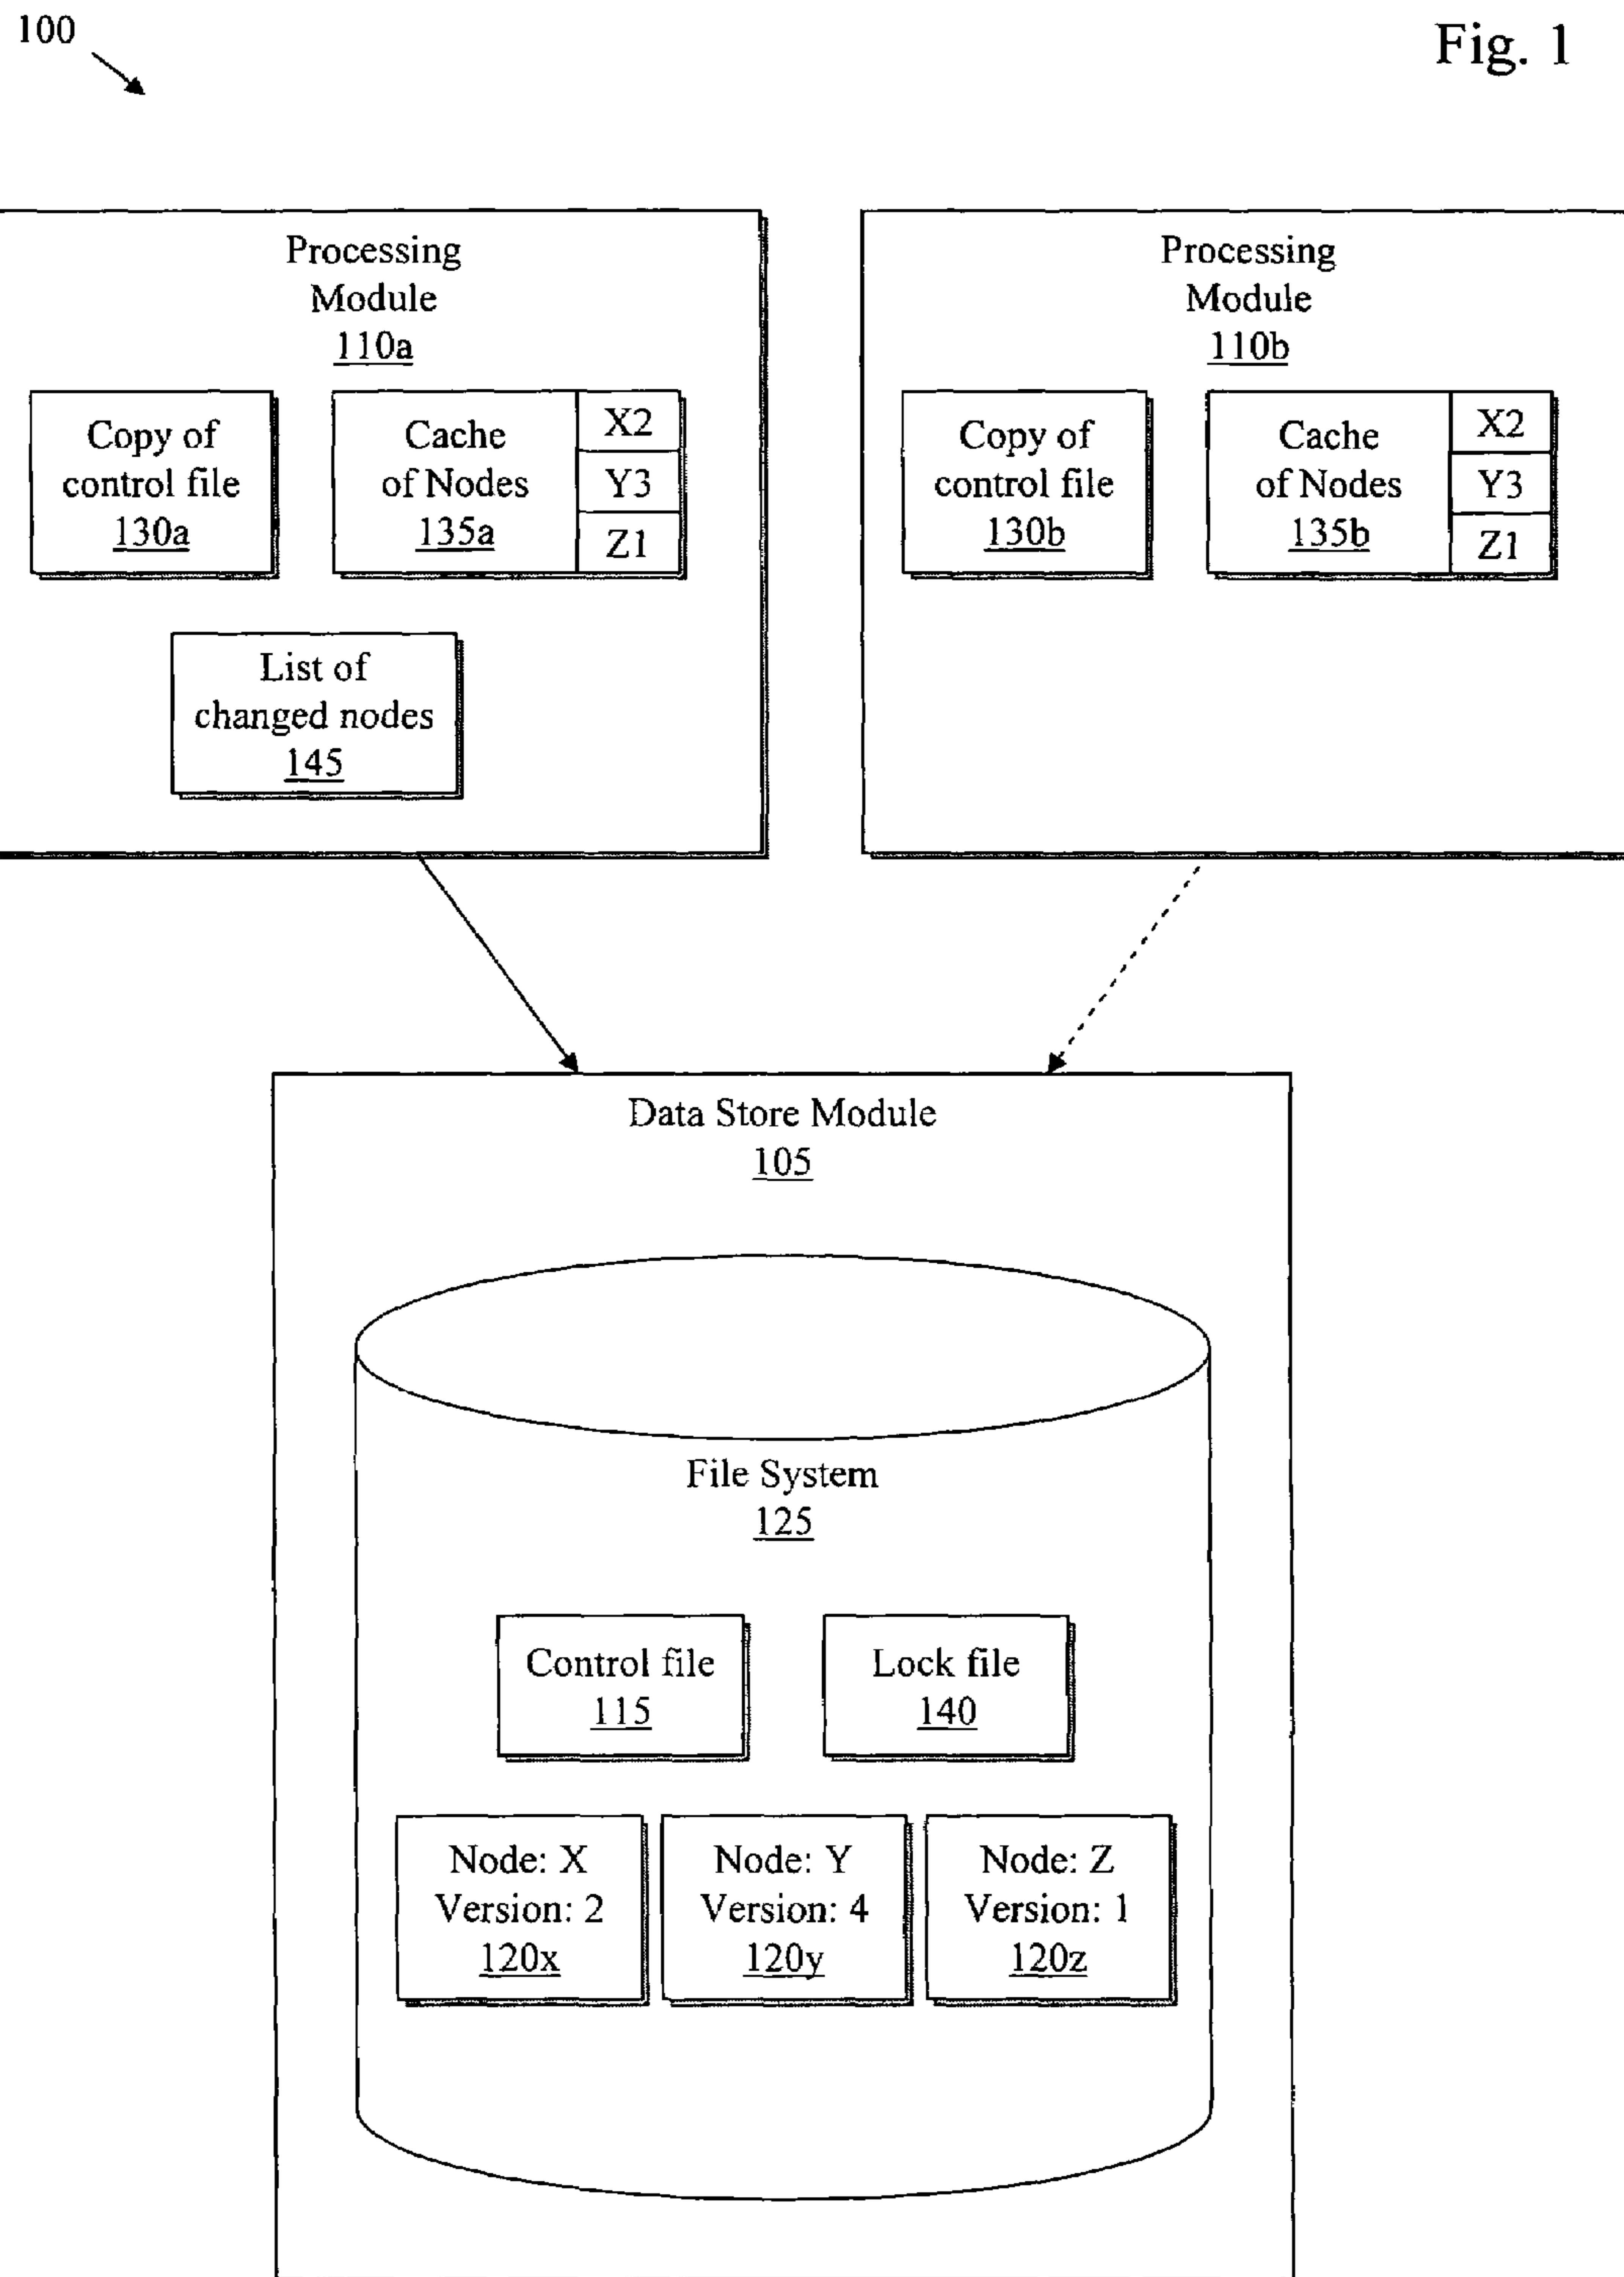 100
Fig. 1
Processing
Module
110a
Copy of
control file
130a
Cache
of Nodes
135a
X2
Y3
Z1
List of
changed nodes
145
Processing
Module
110b
Copy of
control file
130b
Cache
of Nodes
135b
X2
Y3
Z1
Data Store Module
105
File System
125
Control file
115
Lock file
140
Node: X
Version: 2
120x
Node: Y
Version: 4
120y
Node: Z
Version: 1
120z